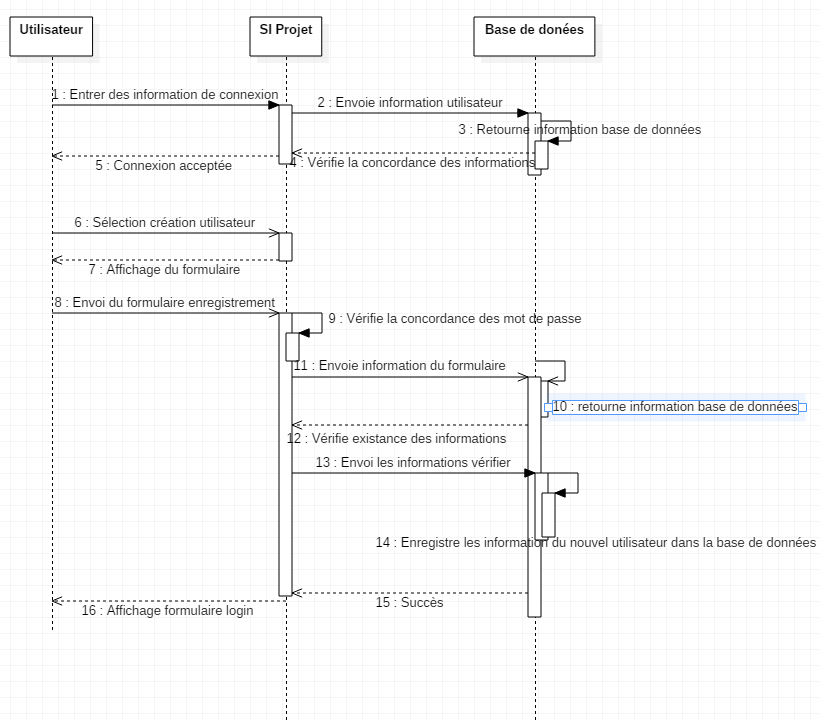 Utilisateur
SI Projet
Base de donées
1 : Entrer des information de connexion
2 : Envoie information utilisateur
3 : Retourne information base de données
4 : Vérifie la concordance des informations
5 : Connexion acceptée
6 : Sélection création utilisateur
7 : Affichage du formulaire
8 : Envoi du formulaire enregistrement
9 : Vérifie la concordance des mot de passe
11 : Envoie information du formulaire
10 : retourne information base de données
12 : Vérifie existance des informations
13 : Envoi les informations vérifier
14 : Enregistre les information du nouvel utilisateur dans la base de données
15 : Succès
16 : Affichage formulaire login